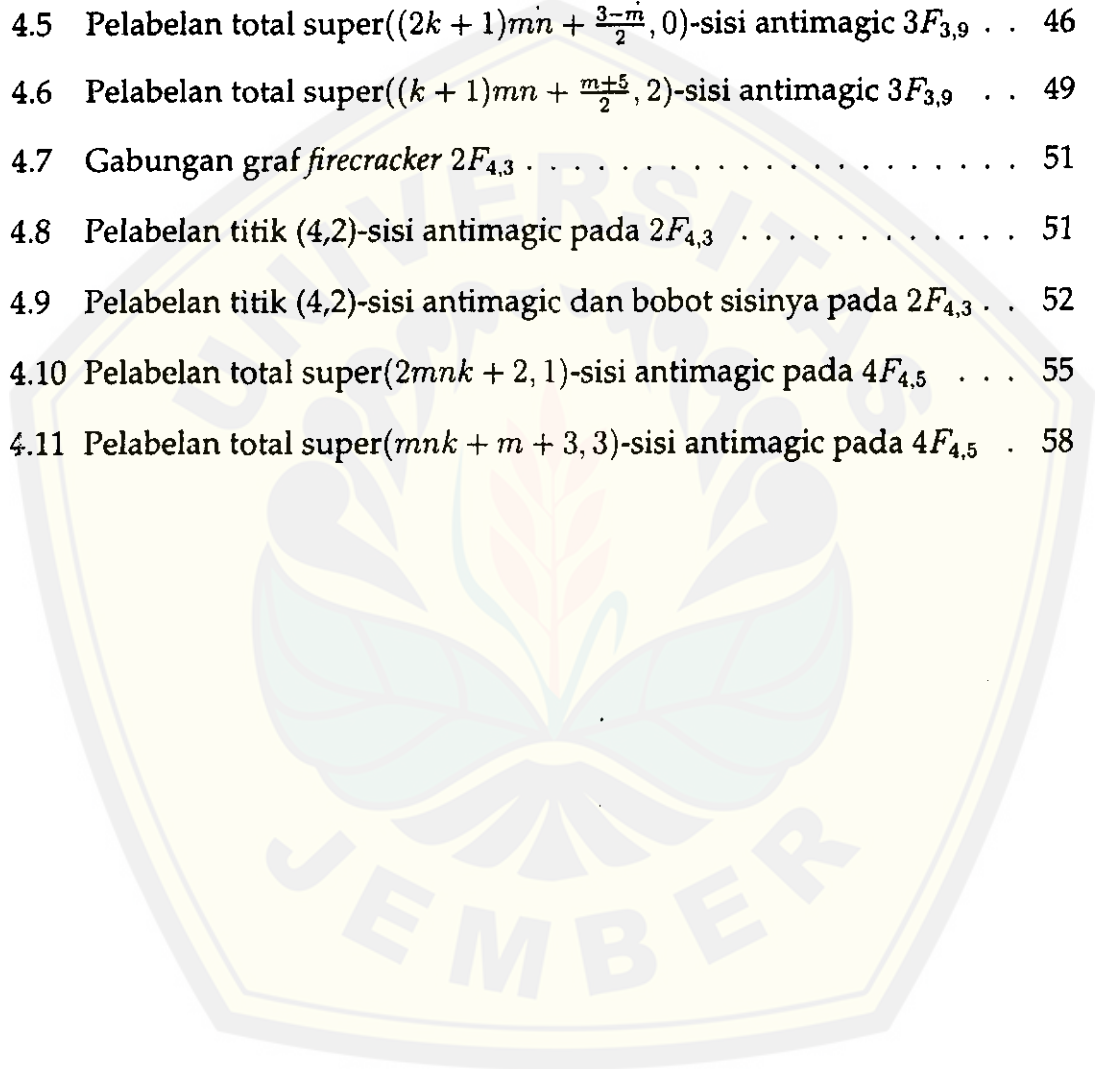 4.5 Pelabelan total super((2k + 1)mn + \frac{3-m}{2}, 0)-sisi antimagic 3F_{3,9} . . 46
4.6 Pelabelan total super((k + 1)mn + \frac{m+5}{2}, 2)-sisi antimagic 3F_{3,9} . . 49
4.7 Gabungan graf firecracker 2F_{4,3} . . . . . . . . . . . . . . . . . . . . . . 51
4.8 Pelabelan titik (4,2)-sisi antimagic pada 2F_{4,3} . . . . . . . . . . . . 51
4.9 Pelabelan titik (4,2)-sisi antimagic dan bobot sisinya pada 2F_{4,3} . . 52
4.10 Pelabelan total super(2mnk + 2, 1)-sisi antimagic pada 4F_{4,5} . . . 55
4.11 Pelabelan total super(mnk + m + 3, 3)-sisi antimagic pada 4F_{4,5} . 58
UNIVERSITAS
JEMBER